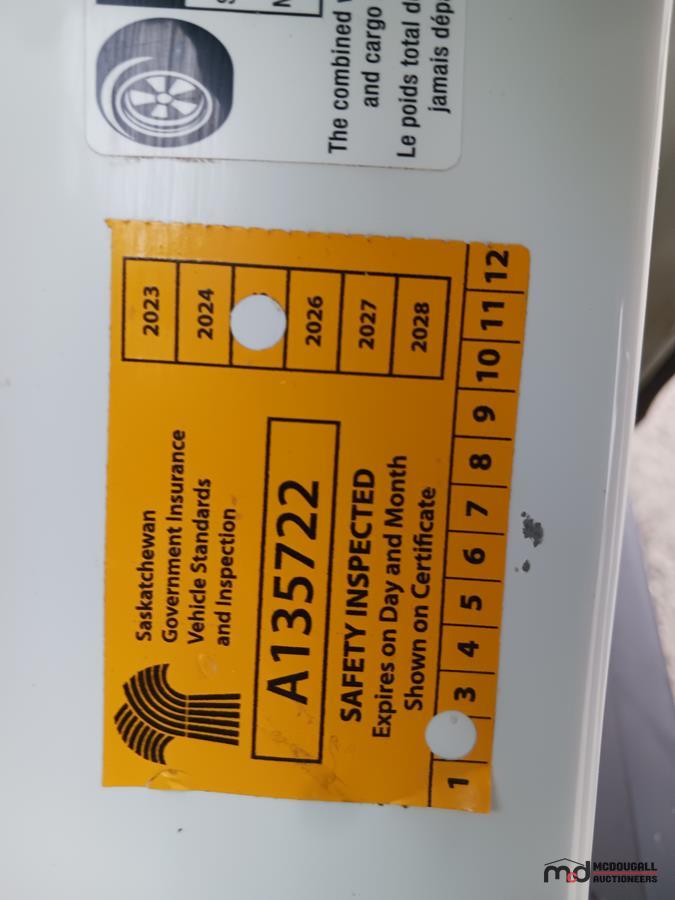 The combined
and cargo
Le poids total d
jamais dép
Saskatchewan
Government Insurance
Vehicle Standards
and Inspection
2023
2024
2026
2027
2028
A135722
SAFETY INSPECTED
Expires on Day and Month
Shown on Certificate
1 3 4 5 6 7 8 9 10 11 12
md MCDOUGALL
AUCTIONEERS